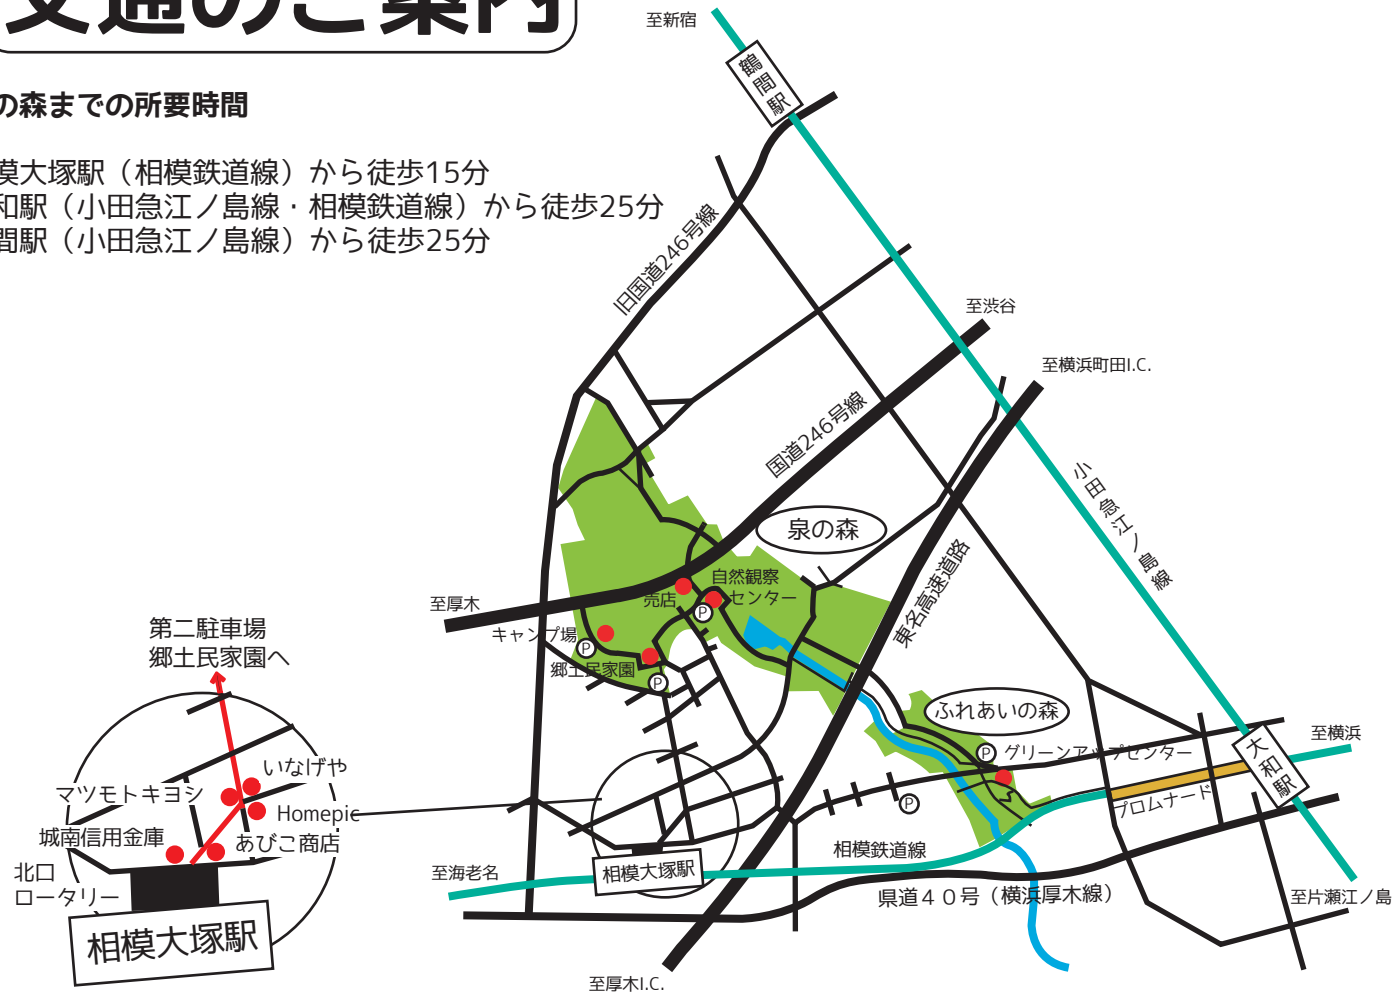 交通のご案内
の森までの所要時間
模大塚駅（相模鉄道線）から徒歩15分
和駅（小田急江ノ島線・相模鉄道線）から徒歩25分
間駅（小田急江ノ島線）から徒歩25分
至新宿
鶴間駅
旧国道246号線
至渋谷
至横浜町田I.C.
国道246号線
小田急江ノ島線
泉の森
東名高速道路
自然観察
センター
売店
P
至厚木
キャンプ場
P
郷土民家園
P
第二駐車場
郷土民家園へ
ふれあいの森
P
グリーンアップセンター
至横浜
大和駅
プロムナード
P
いなげや
マツモトキヨシ
Homepic
城南信用金庫
あびこ商店
北口
ロータリー
相模大塚駅
至海老名
相模大塚駅
相模鉄道線
県道４０号（横浜厚木線）
至片瀬江ノ島
至厚木I.C.